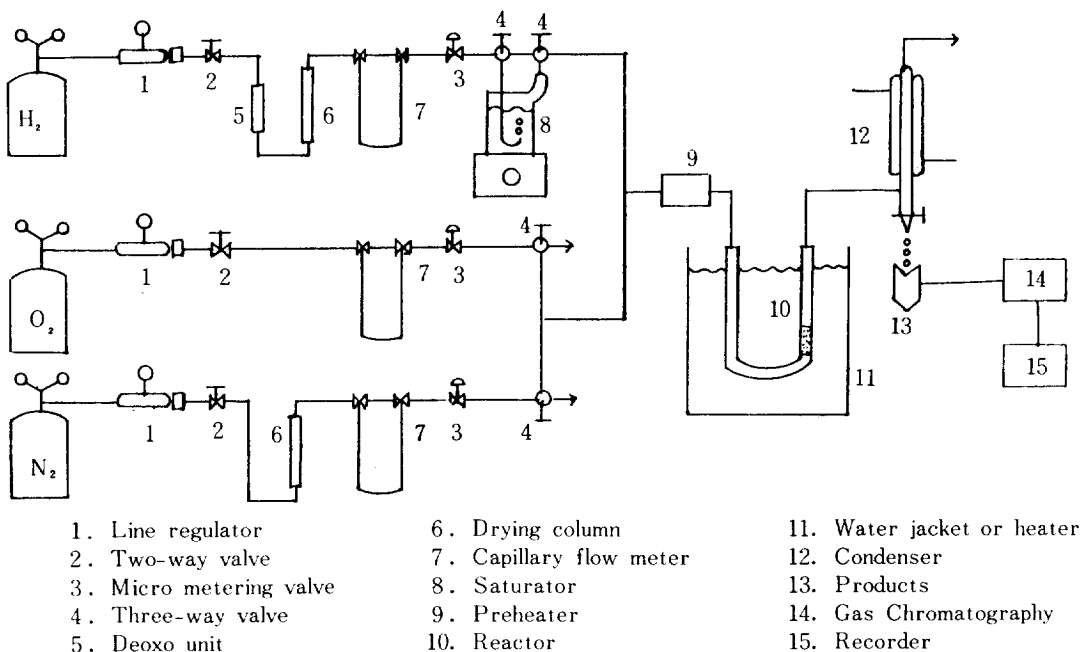 4 4
1 2 3
H₂ 5 6 7 8 12
9
4
1 2 7 3
O₂ 10 14
13
11 15
1 2 6 7 3 4
N₂
1. Line regulator
2. Two-way valve
3. Micro metering valve
4. Three-way valve
5. Deoxo unit
6. Drying column
7. Capillary flow meter
8. Saturator
9. Preheater
10. Reactor
11. Water jacket or heater
12. Condenser
13. Products
14. Gas Chromatography
15. Recorder